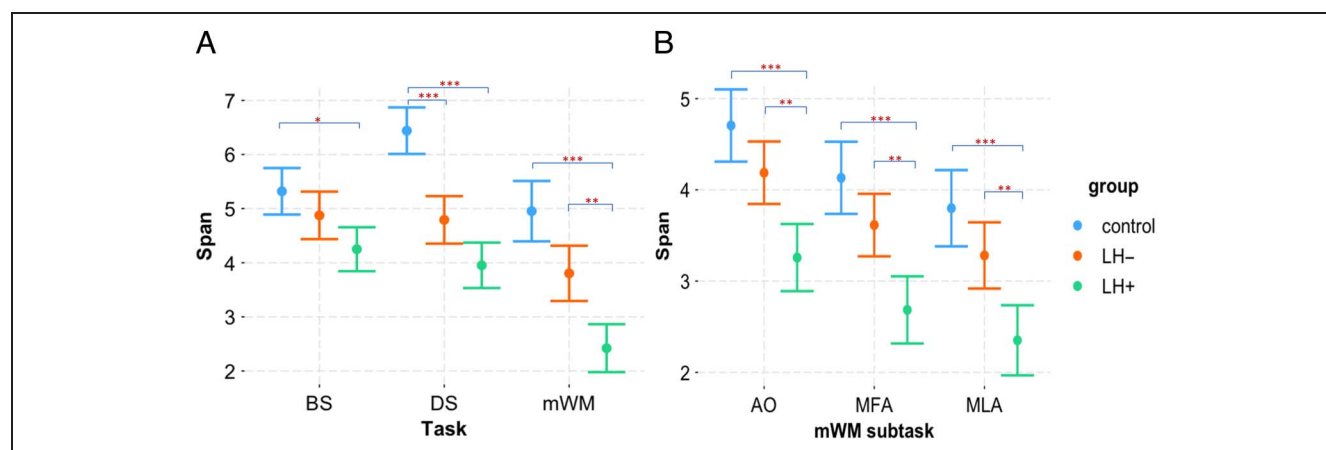 A
Span
7
6
5
4
3
2
*
***
***
***
**
BS DS mWM
Task
B
Span
5
4
3
2
***
**
***
**
***
**
AO MFA MLA
mWM subtask
group
control
LH−
LH+